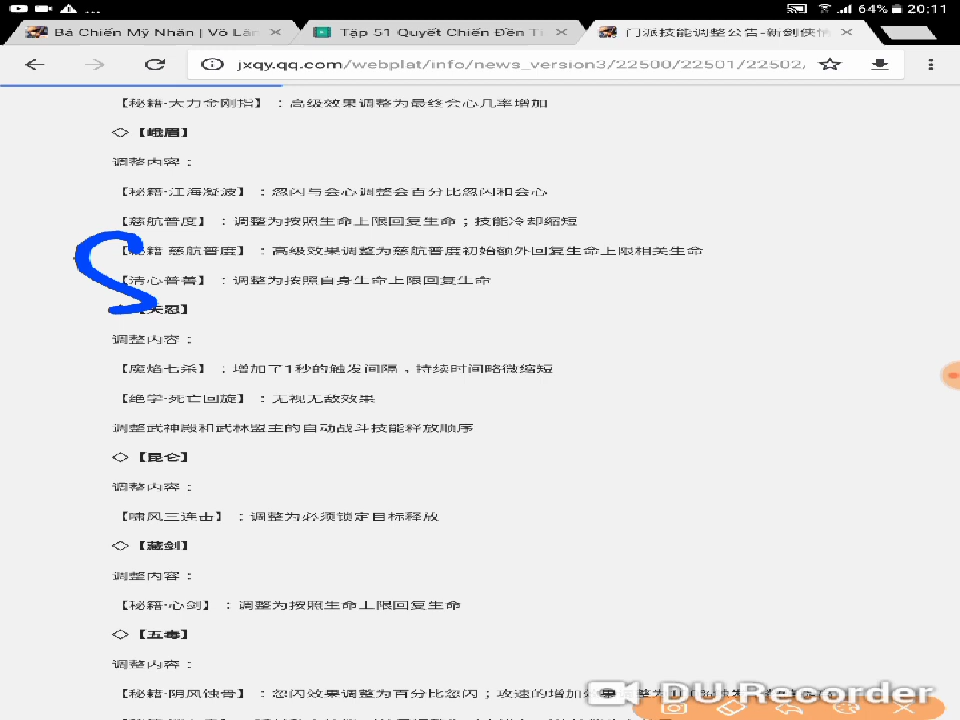 64% 20:11
Bá Chiến Mỹ Nhân | Võ Lâm
Tập 51 Quyết Chiến Đền Ti
门派技能调整公告-新剑侠情
jxqy.qq.com/webplat/info/news_version3/22500/22501/22502,
【秘籍-大力金刚指】：高级效果调整为最终会心几率增加
◇【峨眉】
调整内容：
【秘籍-江海凝波】：忽闪与会心调整会百分比忽闪和会心
【慈航普度】：调整为按照生命上限回复生命；技能冷却缩短
【秘籍-慈航普度】：高级效果调整为慈航普度初始额外回复生命上限相关生命
【清心普善】：调整为按照自身生命上限回复生命
◇【天忍】
调整内容：
【魔焰七杀】：增加了1秒的触发间隔，持续时间略微缩短
【绝学-死亡回旋】：无视无敌效果
调整武神殿和武林盟主的自动战斗技能释放顺序
◇【昆仑】
调整内容：
【啸风三连击】：调整为必须锁定目标释放
◇【藏剑】
调整内容：
【秘籍-心剑】：调整为按照生命上限回复生命
◇【五毒】
调整内容：
【秘籍-阴风蚀骨】：忽闪效果调整为百分比忽闪；攻速的增加效果调整为
DU Recorder